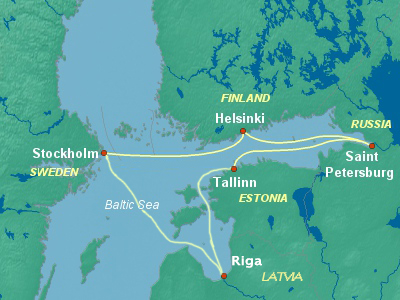 FINLAND
Helsinki
RUSSIA
Stockholm
Saint
Petersburg
SWEDEN
Tallinn
ESTONIA
Baltic Sea
Riga
LATVIA